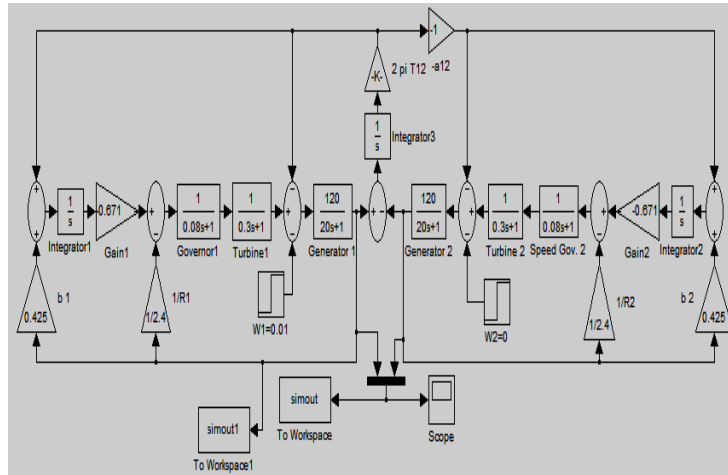 -1
2 pi T12
-a12
-K-
1
s
Integrator3
+
+
1
s
Integrator1
-0.671
Gain1
+
−
1
0.08s+1
Governor1
1
0.3s+1
Turbine1
−
+
−
120
20s+1
Generator 1
+
+
120
20s+1
Generator 2
−
+
−
1
0.3s+1
Turbine 2
1
0.08s+1
Speed Gov. 2
−
+
-0.671
Gain2
1
s
Integrator2
+
+
b 1
0.425
1/R1
1/2.4
W1=0.01
W2=0
1/R2
1/2.4
b 2
0.425
simout
To Workspace
Scope
simout1
To Workspace1